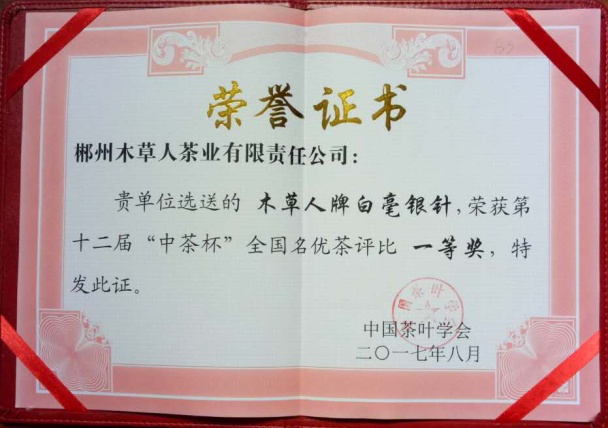 荣誉证书
郴州木草人茶业有限责任公司：
贵单位选送的 木草人牌白毫银针，荣获第
十二届“中茶杯”全国名优茶评比 一等奖，特
发此证。
中国茶叶学会
二〇一七年八月